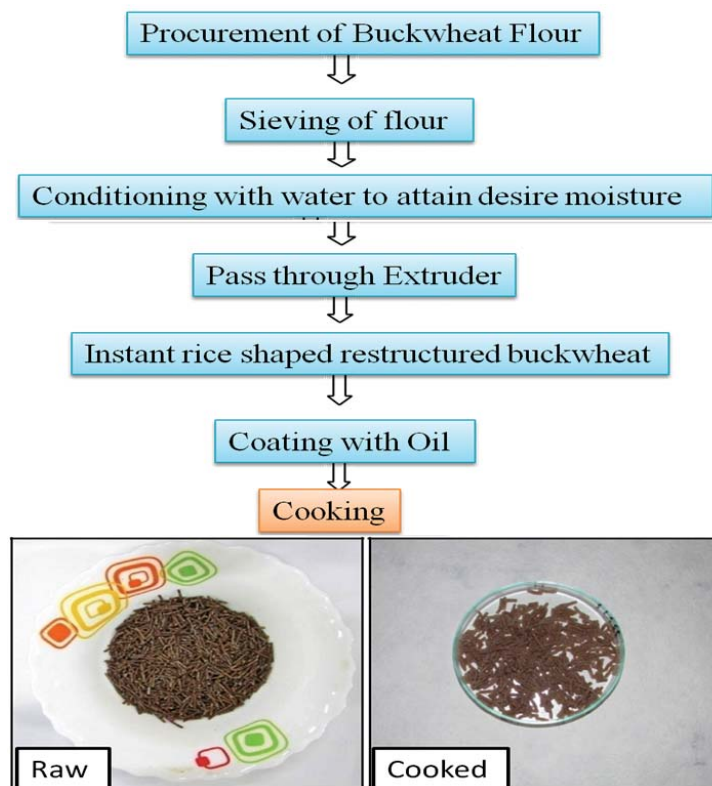 Procurement of Buckwheat Flour
Sieving of flour
Conditioning with water to attain desire moisture
Pass through Extruder
Instant rice shaped restructured buckwheat
Coating with Oil
Cooking
Raw
Cooked